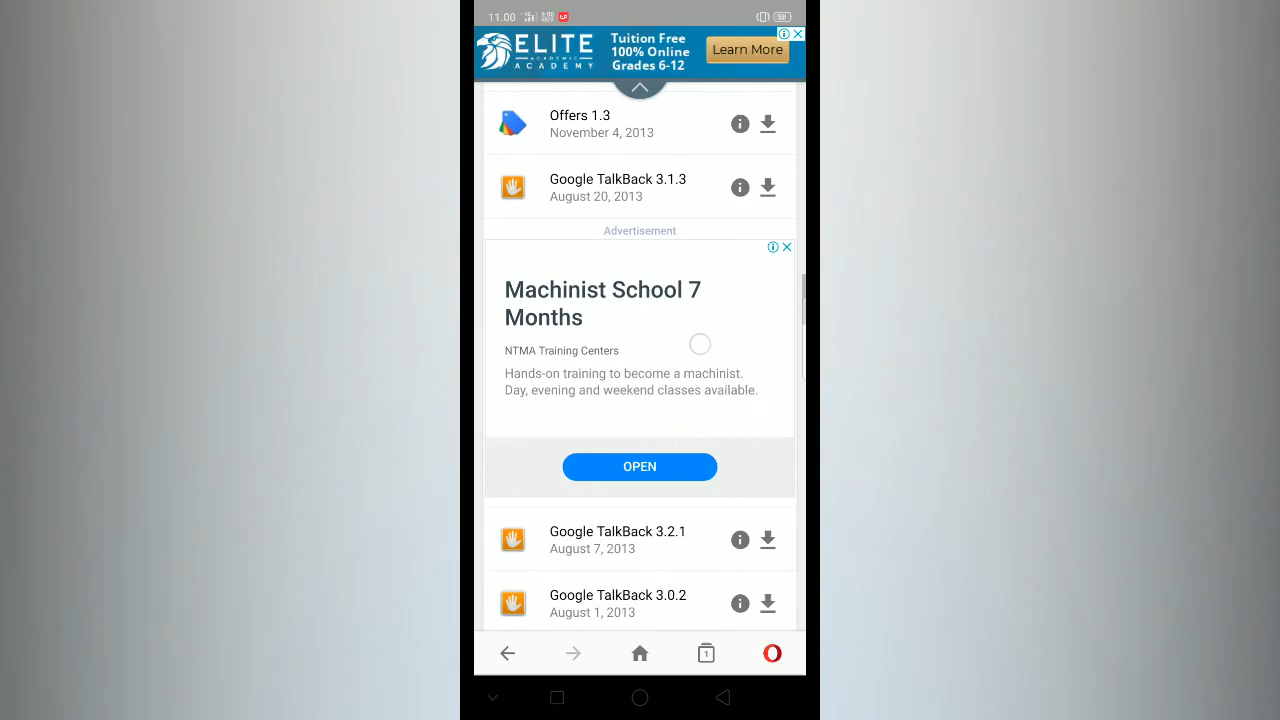 11.00
58
ELITE
ACADEMIC
ACADEMY
Tuition Free
100% Online
Grades 6-12
Learn More
Offers 1.3
November 4, 2013
Google TalkBack 3.1.3
August 20, 2013
Advertisement
Machinist School 7
Months
NTMA Training Centers
Hands-on training to become a machinist.
Day, evening and weekend classes available.
OPEN
Google TalkBack 3.2.1
August 7, 2013
Google TalkBack 3.0.2
August 1, 2013
1